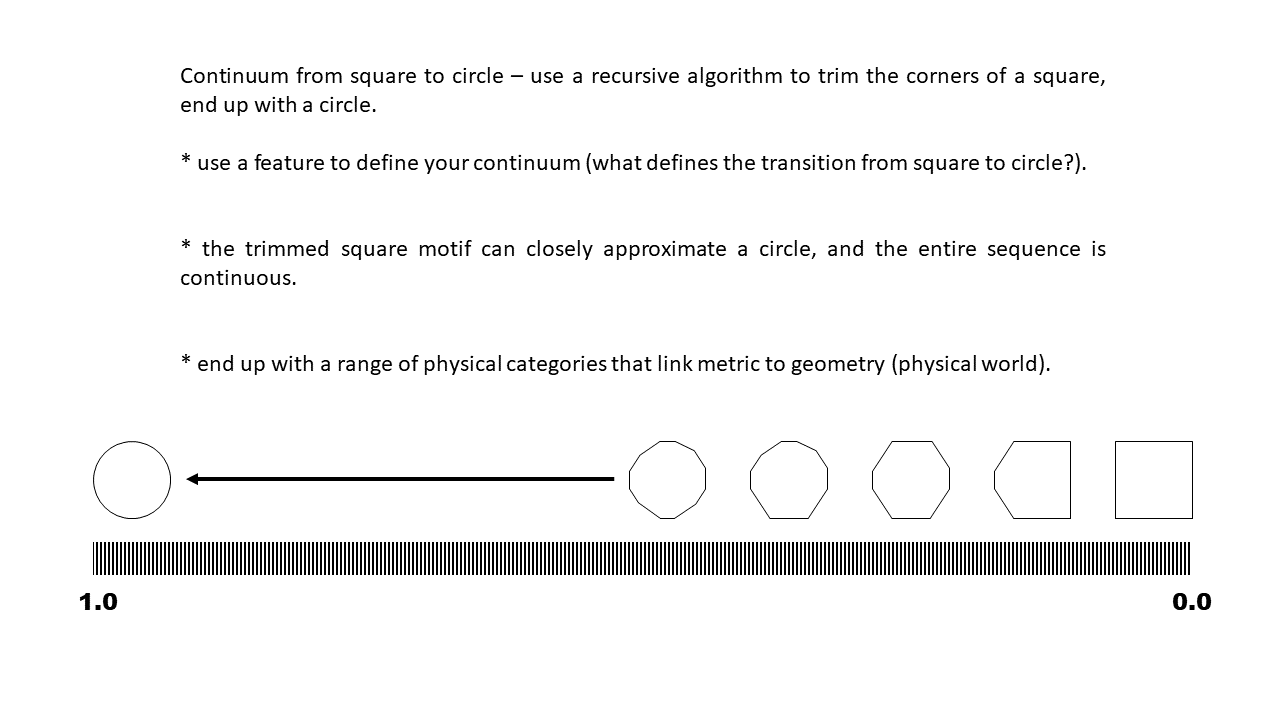 Continuum from square to circle – use a recursive algorithm to trim the corners of a square,
end up with a circle.
* use a feature to define your continuum (what defines the transition from square to circle?).
* the trimmed square motif can closely approximate a circle, and the entire sequence is
continuous.
* end up with a range of physical categories that link metric to geometry (physical world).
1.0
0.0